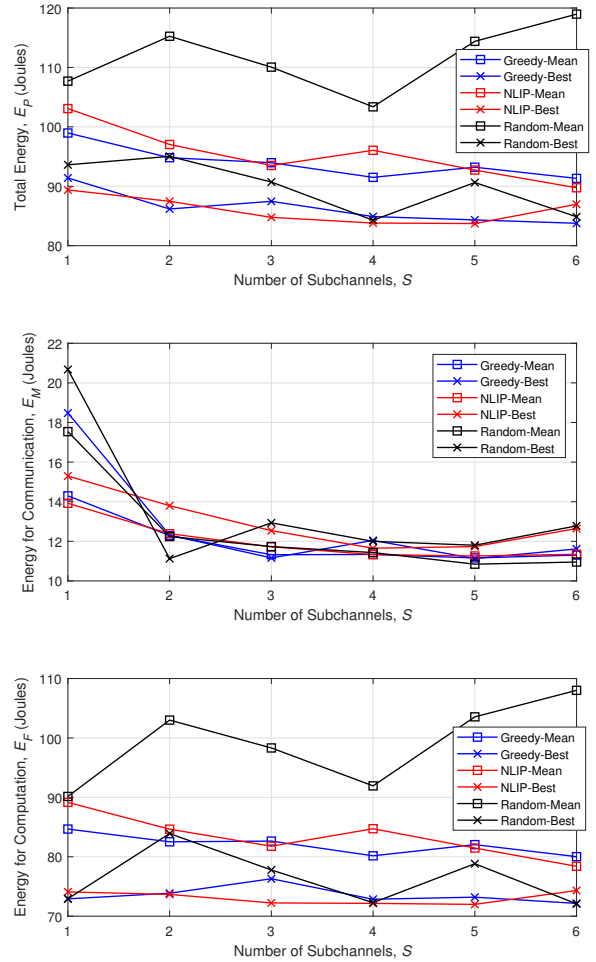 120
110
100
90
80
Total Energy, E_P (Joules)
Greedy-Mean
Greedy-Best
NLIP-Mean
NLIP-Best
Random-Mean
Random-Best
1 2 3 4 5 6
Number of Subchannels, S
22
20
18
16
14
12
10
Energy for Communication, E_M (Joules)
Greedy-Mean
Greedy-Best
NLIP-Mean
NLIP-Best
Random-Mean
Random-Best
1 2 3 4 5 6
Number of Subchannels, S
110
100
90
80
70
Energy for Computation, E_F (Joules)
Greedy-Mean
Greedy-Best
NLIP-Mean
NLIP-Best
Random-Mean
Random-Best
1 2 3 4 5 6
Number of Subchannels, S